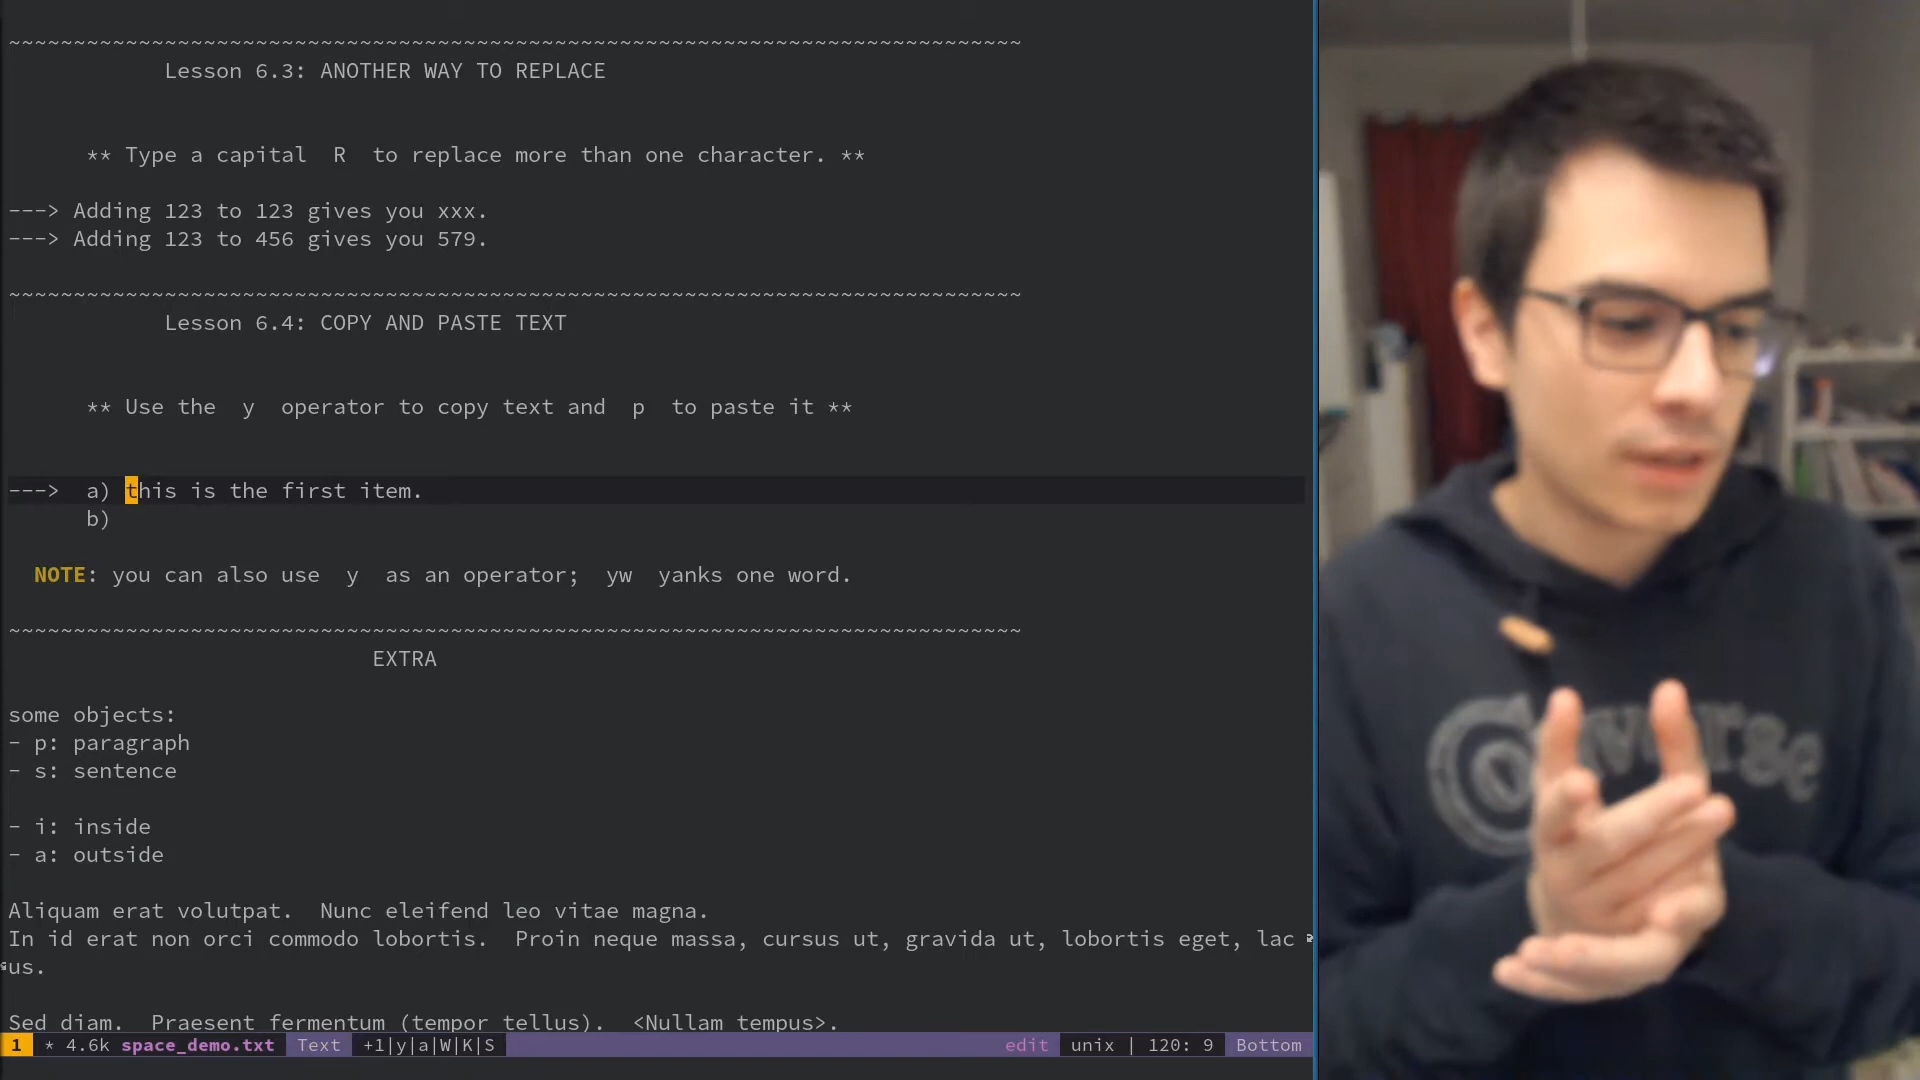 ~~~~~~~~~~~~~~~~~~~~~~~~~~~~~~~~~~~~~~~~~~~~~~~~~~~~~~~~~~~~~~~~~~~~~~~~~~~~~~
Lesson 6.3: ANOTHER WAY TO REPLACE
** Type a capital  R  to replace more than one character. **
---> Adding 123 to 123 gives you xxx.
---> Adding 123 to 456 gives you 579.
~~~~~~~~~~~~~~~~~~~~~~~~~~~~~~~~~~~~~~~~~~~~~~~~~~~~~~~~~~~~~~~~~~~~~~~~~~~~~~
Lesson 6.4: COPY AND PASTE TEXT
** Use the  y  operator to copy text and  p  to paste it **
--->  a) this is the first item.
b)
NOTE: you can also use  y  as an operator;  yw  yanks one word.
~~~~~~~~~~~~~~~~~~~~~~~~~~~~~~~~~~~~~~~~~~~~~~~~~~~~~~~~~~~~~~~~~~~~~~~~~~~~~~
EXTRA
some objects:
- p: paragraph
- s: sentence
- i: inside
- a: outside
Aliquam erat volutpat.  Nunc eleifend leo vitae magna.
In id erat non orci commodo lobortis.  Proin neque massa, cursus ut, gravida ut, lobortis eget, lac
us.
Sed diam.  Praesent fermentum (tempor tellus).  <Nullam tempus>.
1 * 4.6k space_demo.txt Text +1|y|a|W|K|S edit unix | 120: 9 Bottom
Converse